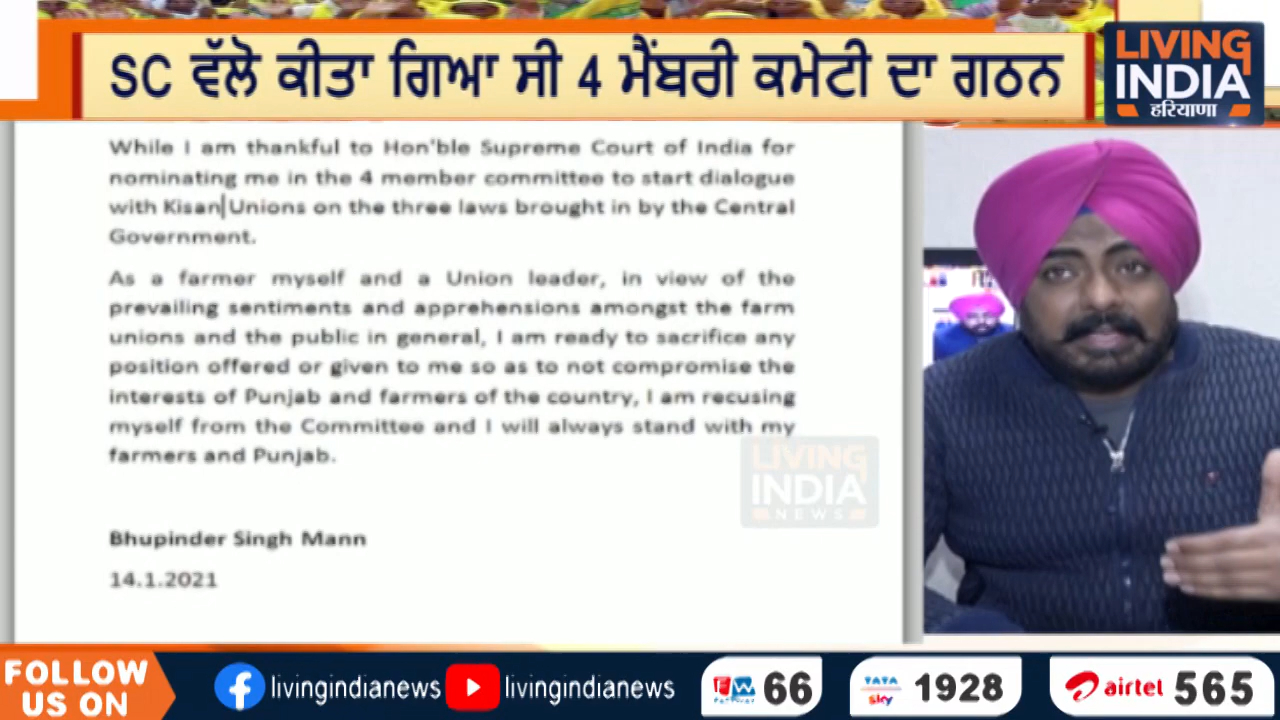 SC ਵੱਲੋ ਕੀਤਾ ਗਿਆ ਸੀ 4 ਮੈਂਬਰੀ ਕਮੇਟੀ ਦਾ ਗਠਨ
LIVING
INDIA
हरियाणा
While I am thankful to Hon'ble Supreme Court of India for
nominating me in the 4 member committee to start dialogue
with Kisan Unions on the three laws brought in by the Central
Government.
As a farmer myself and a Union leader, in view of the
prevailing sentiments and apprehensions amongst the farm
unions and the public in general, I am ready to sacrifice any
position offered or given to me so as to not compromise the
interests of Punjab and farmers of the country, I am recusing
myself from the Committee and I will always stand with my
farmers and Punjab.
LIVING
INDIA
NEWS
Bhupinder Singh Mann
14.1.2021
FOLLOW
US ON
livingindianews
livingindianews
66
TATA
sky
1928
airtel
565